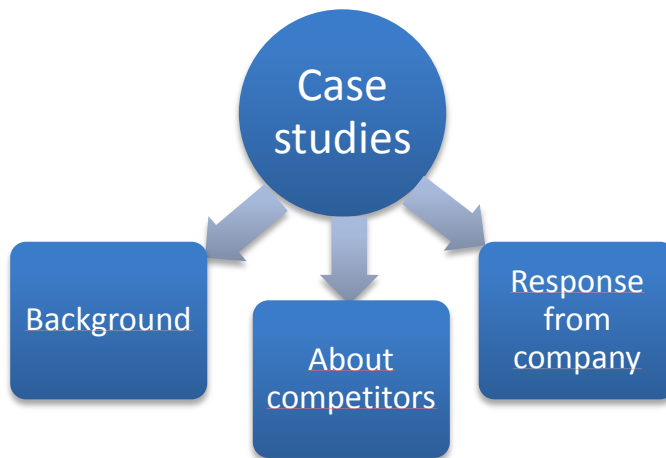 Case
studies
Background
About
competitors
Response
from
company